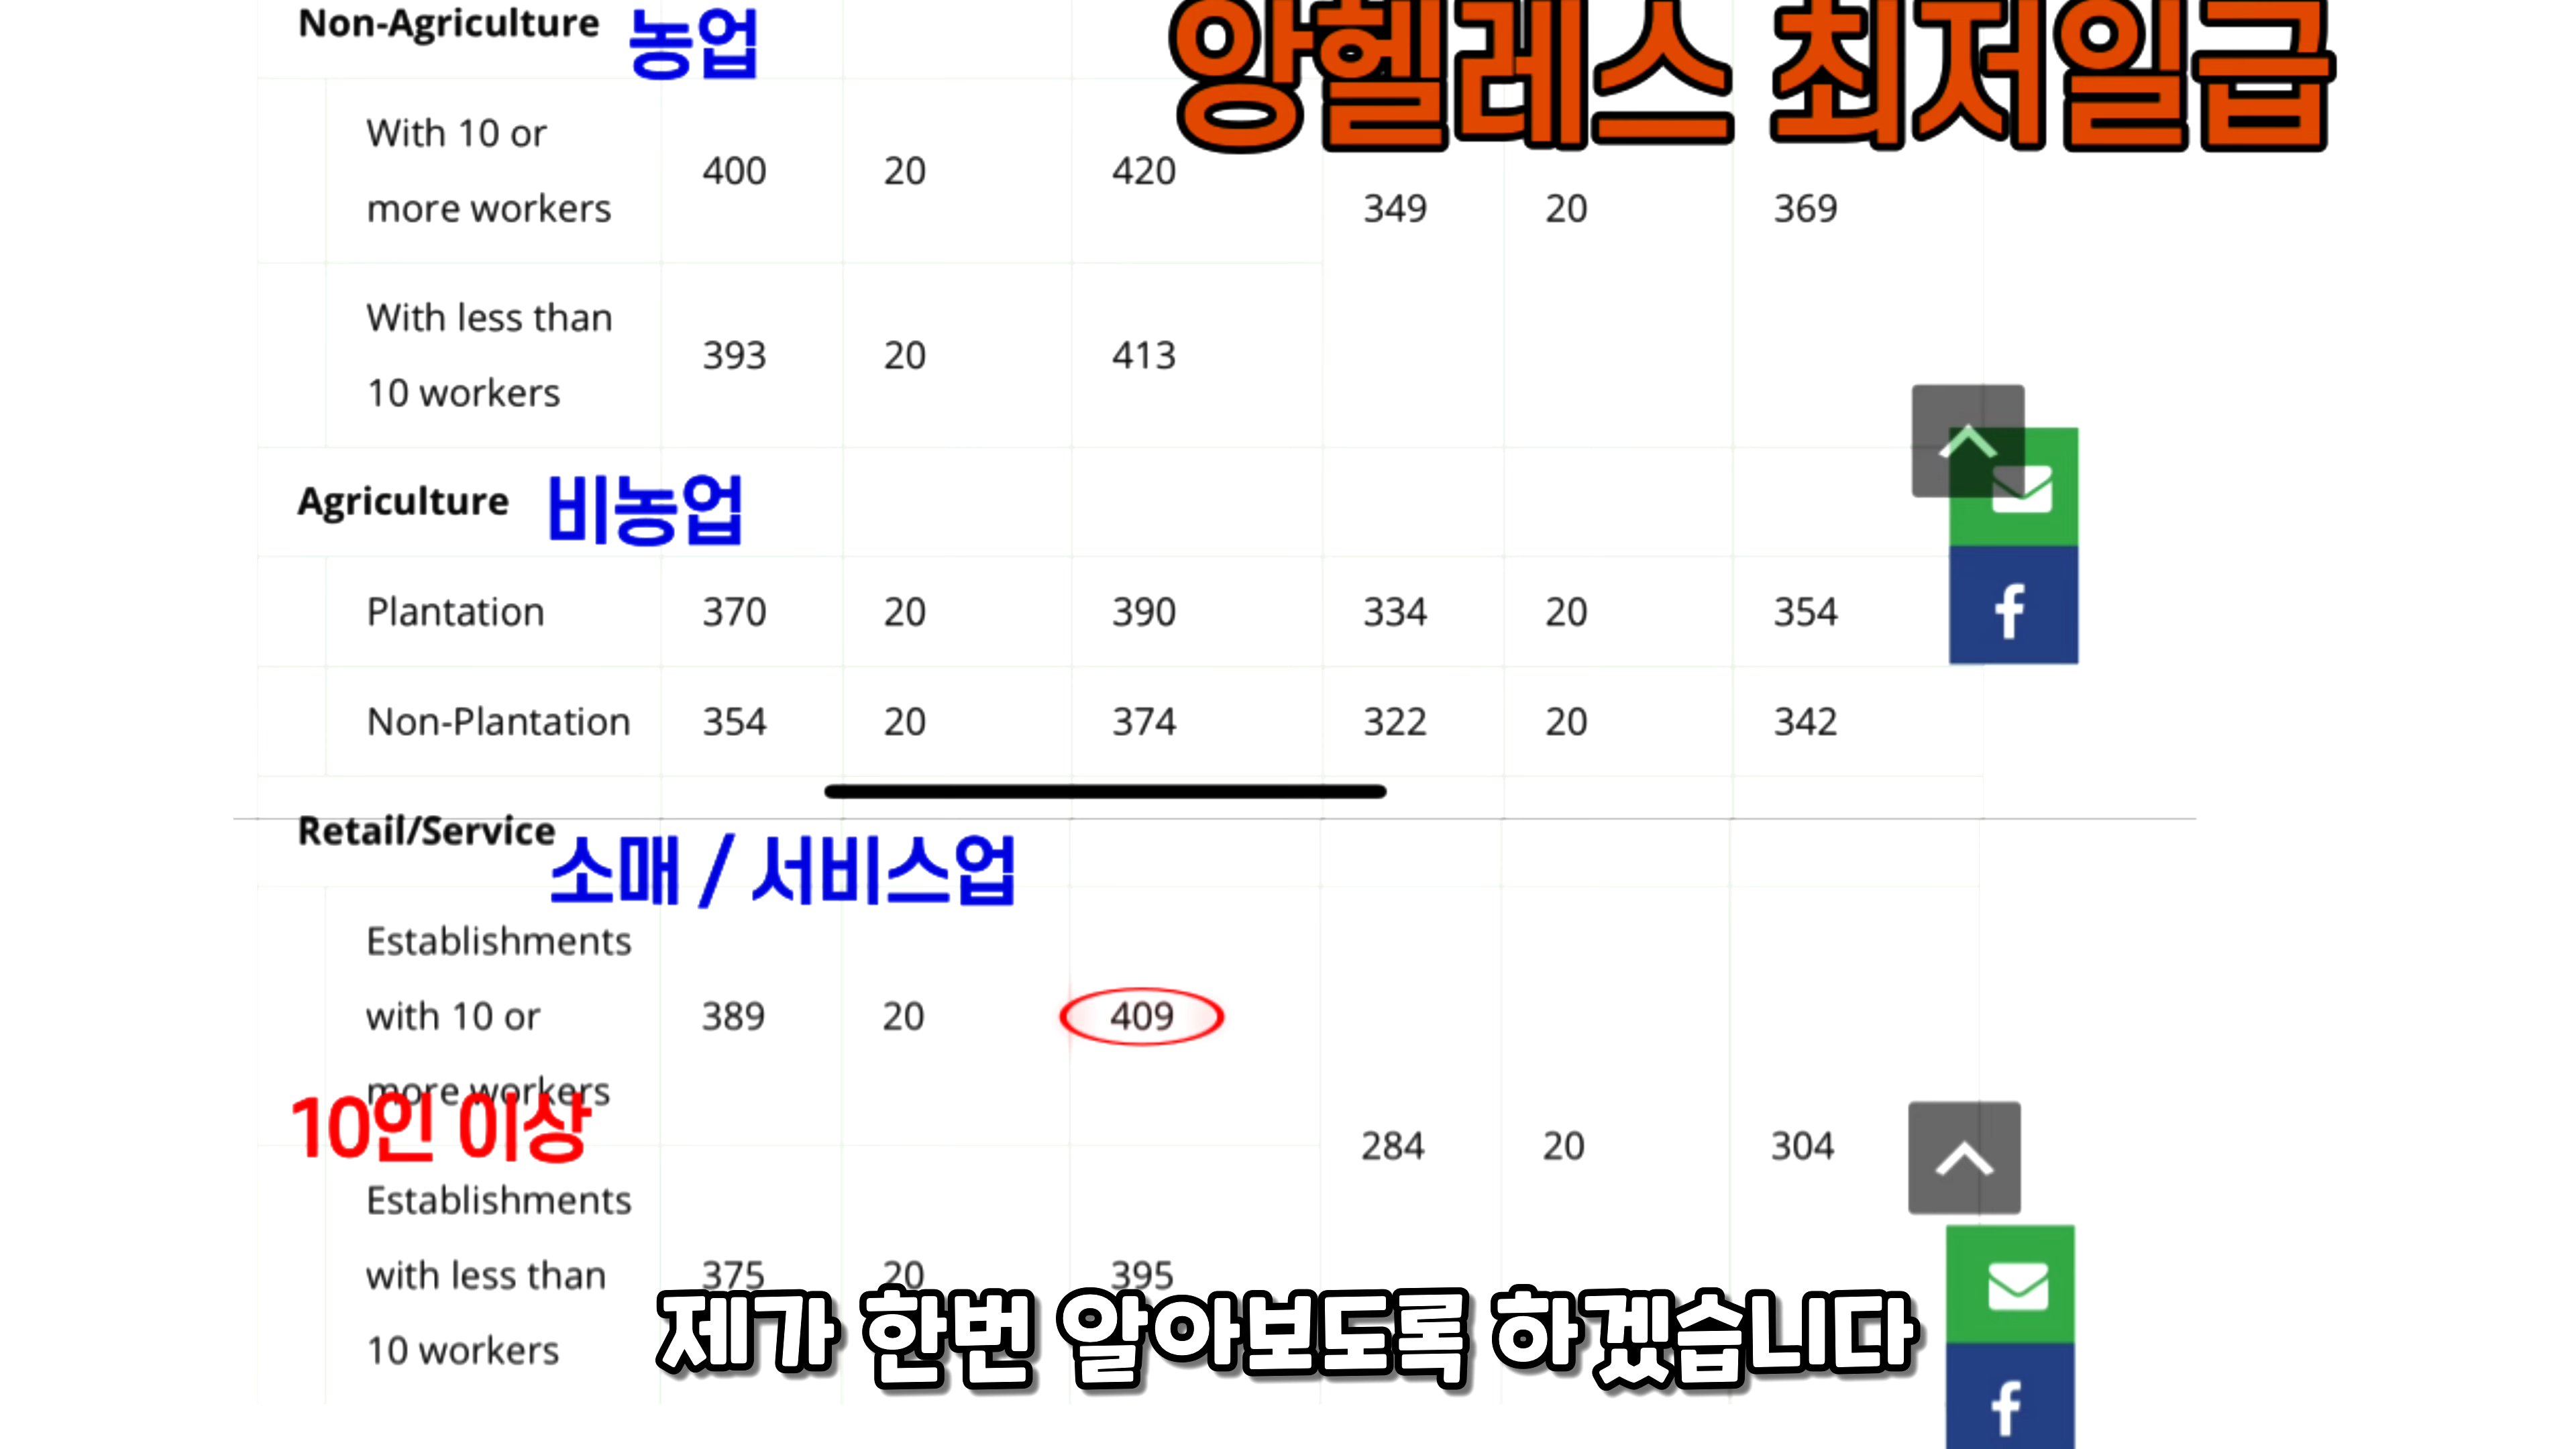 Non-Agriculture 농업
앙헬레스 최저일급
With 10 or
more workers
400 20 420
349 20 369
With less than
10 workers
393 20 413
Agriculture 비농업
Plantation 370 20 390 334 20 354
Non-Plantation 354 20 374 322 20 342
Retail/Service
소매 / 서비스업
Establishments
with 10 or
more workers
389 20 409
10인 이상
284 20 304
Establishments
with less than
10 workers
375 20 395
제가 한번 알아보도록 하겠습니다